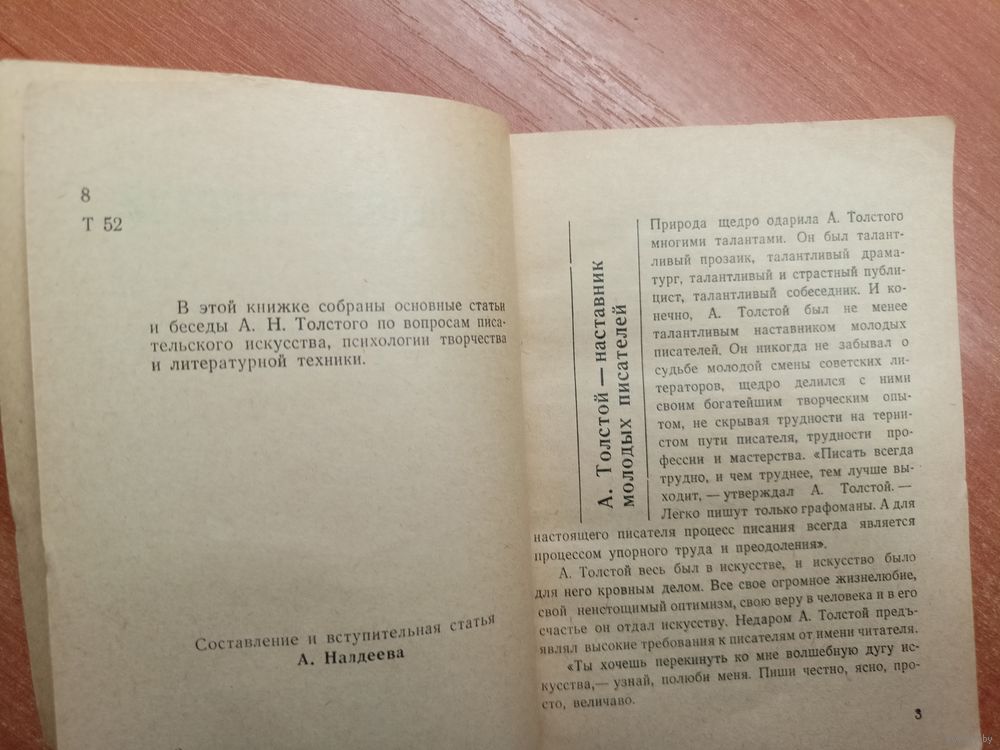 8
Т 52
В этой книжке собраны основные статьи
и беседы А. Н. Толстого по вопросам писа-
тельского искусства, психологии творчества
и литературной техники.
Составление и вступительная статья
А. Налдеева
А. Толстой — наставник
молодых писателей
Природа щедро одарила А. Толстого
многими талантами. Он был талант-
ливый прозаик, талантливый драма-
тург, талантливый и страстный публи-
цист, талантливый собеседник. И ко-
нечно, А. Толстой был не менее
талантливым наставником молодых
писателей. Он никогда не забывал о
судьбе молодой смены советских ли-
тераторов, щедро делился с ними
своим богатейшим творческим опы-
том, не скрывая трудности на терни-
стом пути писателя, трудности про-
фессии и мастерства. «Писать всегда
трудно, и чем труднее, тем лучше вы-
ходит, — утверждал А. Толстой. —
Легко пишут только графоманы. А для
настоящего писателя процесс писания всегда является
процессом упорного труда и преодоления».
А. Толстой весь был в искусстве, и искусство было
для него кровным делом. Все свое огромное жизнелюбие,
свой неистощимый оптимизм, свою веру в человека и в его
счастье он отдал искусству. Недаром А. Толстой предъ-
являл высокие требования к писателям от имени читателя.
«Ты хочешь перекинуть ко мне волшебную дугу ис-
кусства,— узнай, полюби меня. Пиши честно, ясно, про-
сто, величаво.
3